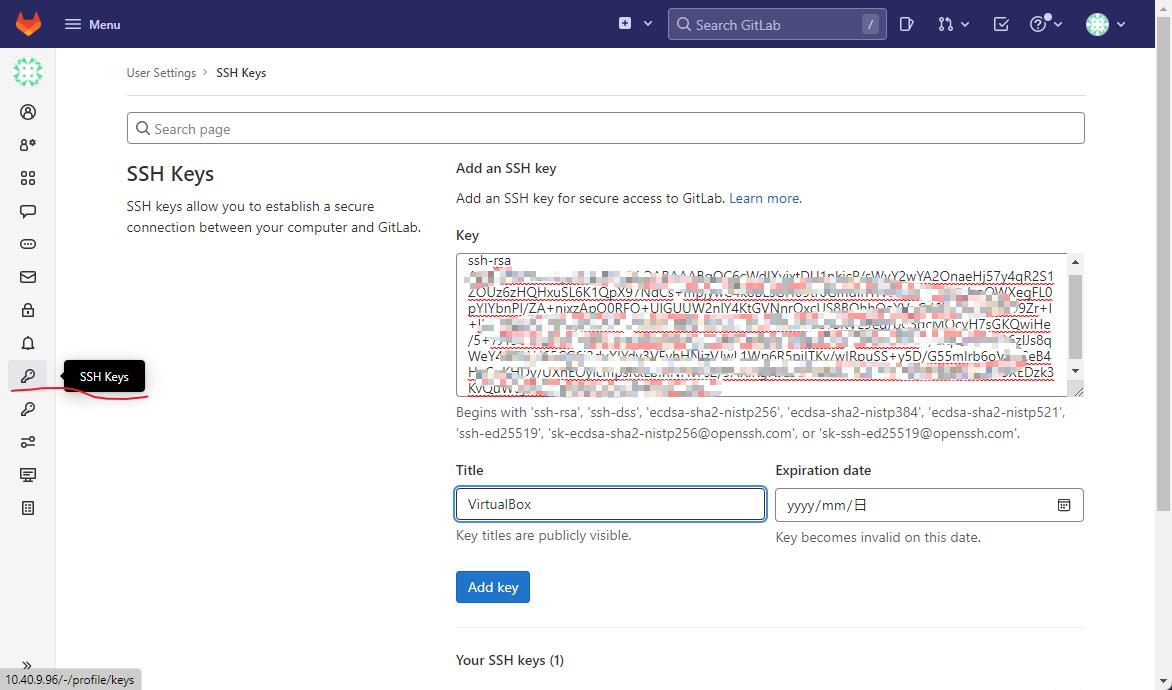 Menu
Search GitLab
/
User Settings > SSH Keys
Search page
SSH Keys
SSH keys allow you to establish a secure
connection between your computer and GitLab.
Add an SSH key
Add an SSH key for secure access to GitLab. Learn more.
Key
ssh-rsa
Begins with 'ssh-rsa', 'ssh-dss', 'ecdsa-sha2-nistp256', 'ecdsa-sha2-nistp384', 'ecdsa-sha2-nistp521',
'ssh-ed25519', 'sk-ecdsa-sha2-nistp256@openssh.com', or 'sk-ssh-ed25519@openssh.com'.
Title
VirtualBox
Key titles are publicly visible.
Expiration date
yyyy/mm/日
Key becomes invalid on this date.
Add key
Your SSH keys (1)
SSH Keys
10.40.9.96/-/profile/keys